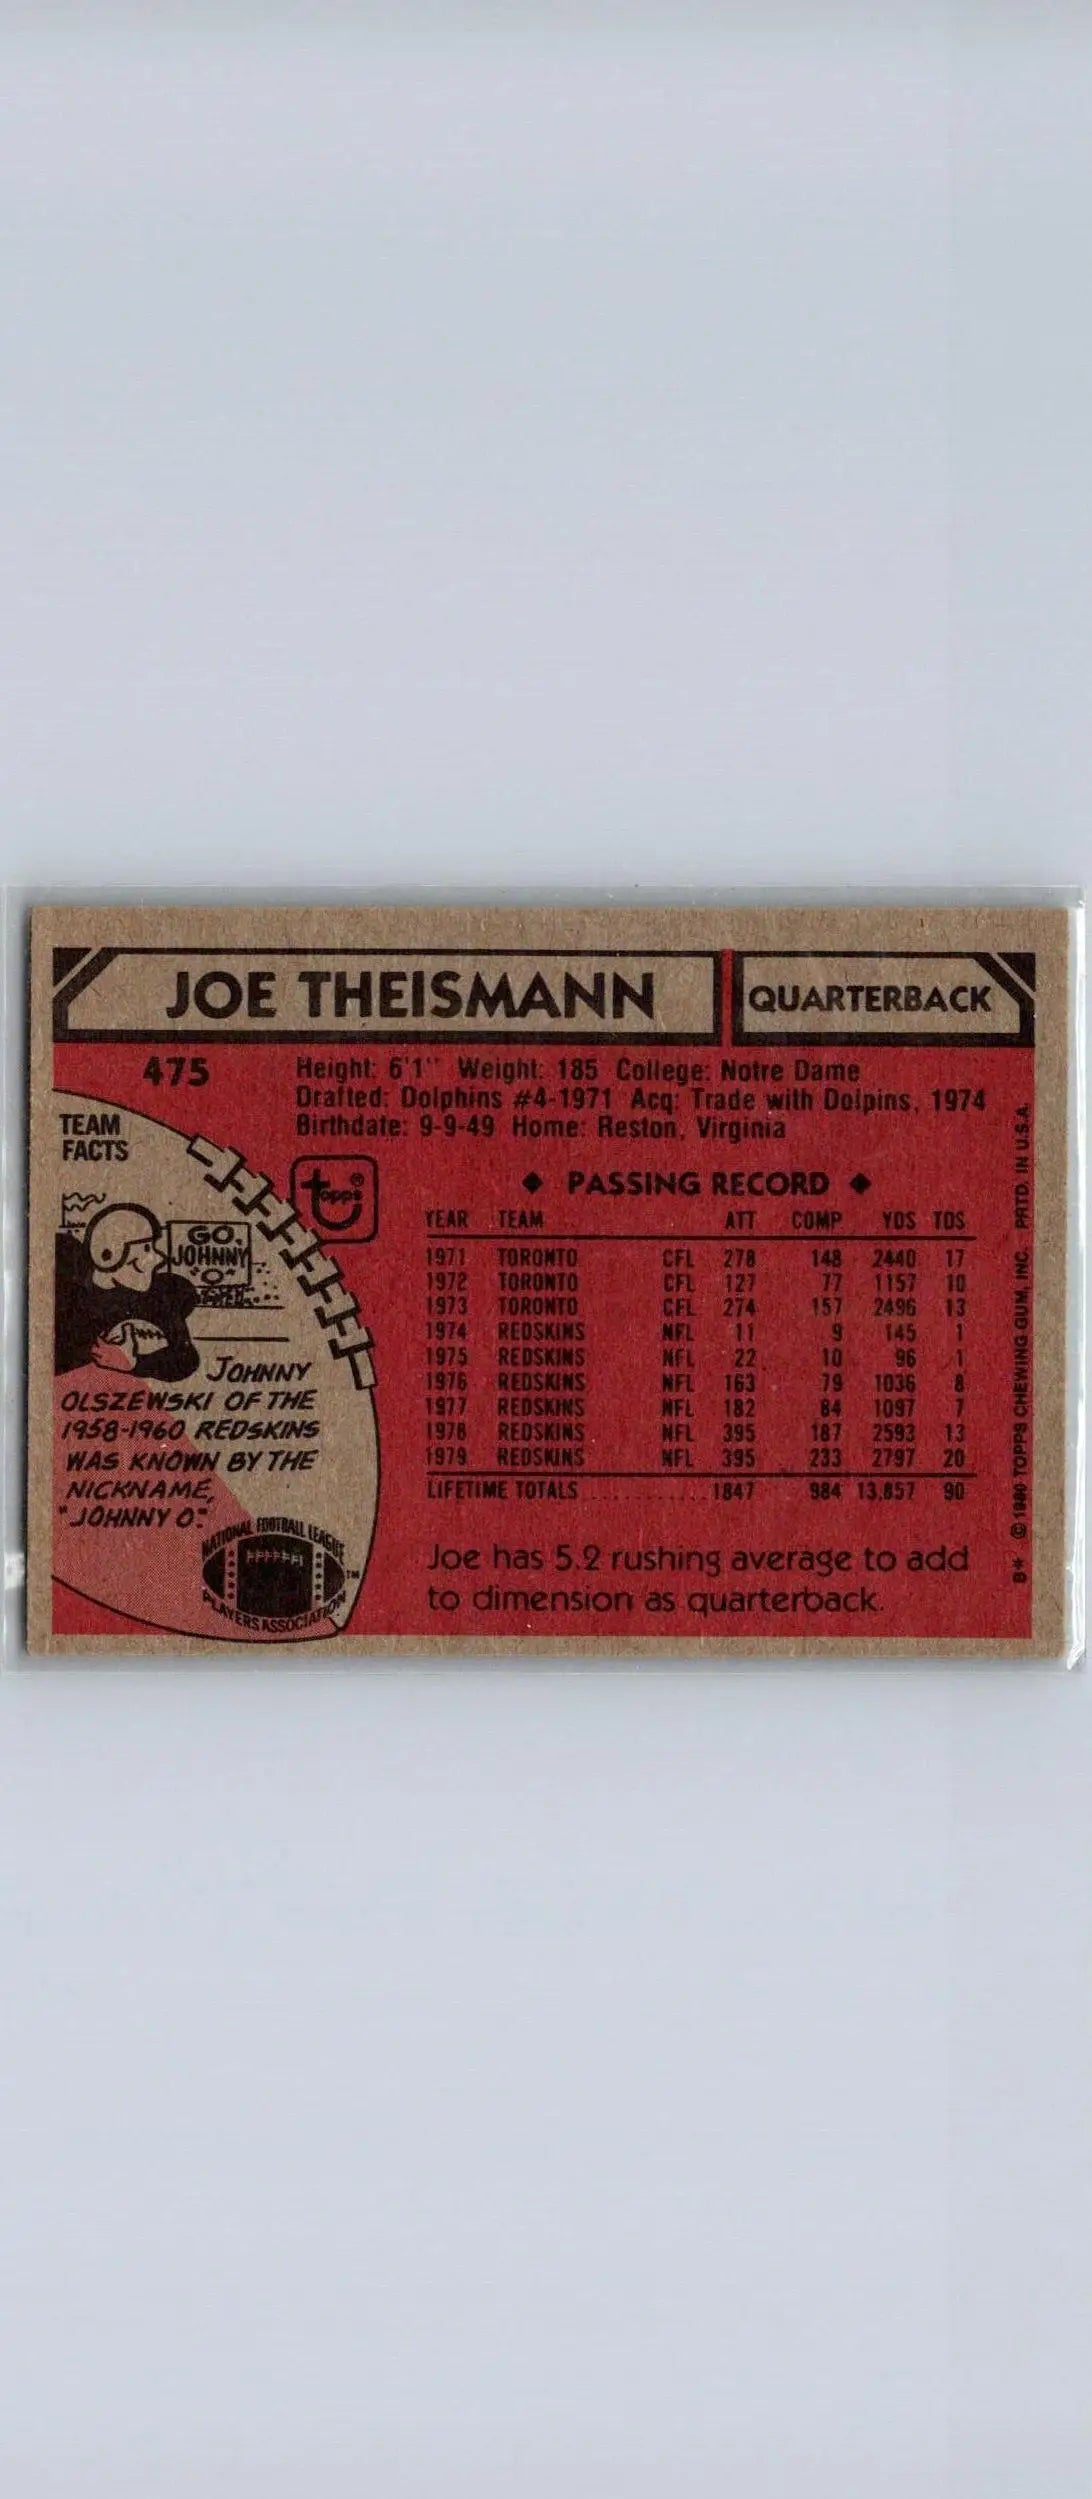 JOE THEISMANN
QUARTERBACK
475
Height: 6'1" Weight: 185 College: Notre Dame
Drafted: Dolphins #4-1971 Acq: Trade with Dolpins, 1974
Birthdate: 9-9-49 Home: Reston, Virginia
TEAM
FACTS
topps®
GO,
JOHNNY
"O"
JOHNNY
OLSZEWSKI OF THE
1958-1960 REDSKINS
WAS KNOWN BY THE
NICKNAME,
"JOHNNY O."
NATIONAL FOOTBALL LEAGUE
PLAYERS ASSOCIATION
TM
◆ PASSING RECORD ◆
YEAR TEAM ATT COMP YDS TDS
1971 TORONTO CFL 278 148 2440 17
1972 TORONTO CFL 127 77 1157 10
1973 TORONTO CFL 274 157 2496 13
1974 REDSKINS NFL 11 9 145 1
1975 REDSKINS NFL 22 10 96 1
1976 REDSKINS NFL 163 79 1036 8
1977 REDSKINS NFL 182 84 1097 7
1978 REDSKINS NFL 395 187 2593 13
1979 REDSKINS NFL 395 233 2797 20
LIFETIME TOTALS ............ 1847 984 13,857 90
Joe has 5.2 rushing average to add
to dimension as quarterback.
B* © 1980 TOPPS CHEWING GUM, INC. PRTD. IN U.S.A.